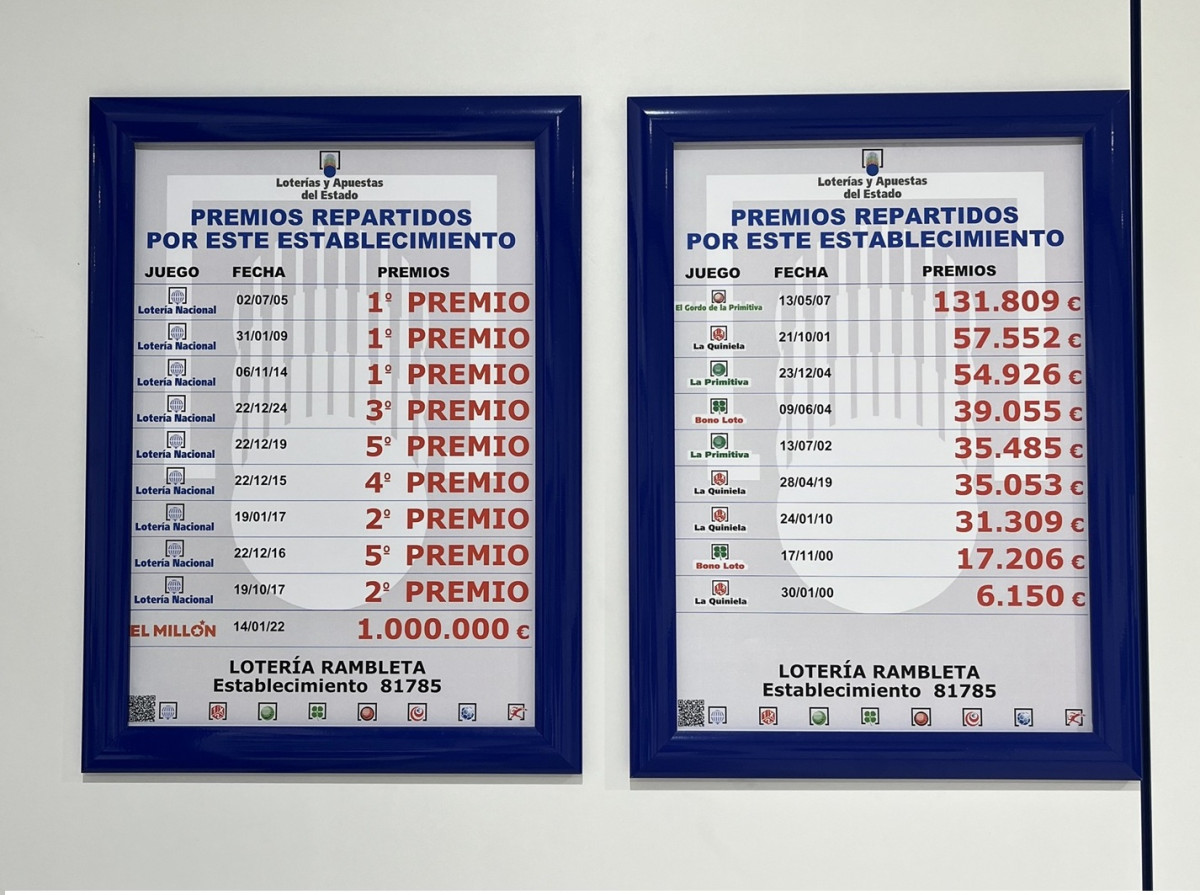 Loterías y Apuestas
del Estado
PREMIOS REPARTIDOS
POR ESTE ESTABLECIMIENTO
JUEGO FECHA PREMIOS
Lotería Nacional 02/07/05 1º PREMIO
Lotería Nacional 31/01/09 1º PREMIO
Lotería Nacional 06/11/14 1º PREMIO
Lotería Nacional 22/12/24 3º PREMIO
Lotería Nacional 22/12/19 5º PREMIO
Lotería Nacional 22/12/15 4º PREMIO
Lotería Nacional 19/01/17 2º PREMIO
Lotería Nacional 22/12/16 5º PREMIO
Lotería Nacional 19/10/17 2º PREMIO
EL MILLÓN 14/01/22 1.000.000 €
LOTERÍA RAMBLETA
Establecimiento 81785
Loterías y Apuestas
del Estado
PREMIOS REPARTIDOS
POR ESTE ESTABLECIMIENTO
JUEGO FECHA PREMIOS
El Gordo de la Primitiva 13/05/07 131.809 €
La Quiniela 21/10/01 57.552 €
La Primitiva 23/12/04 54.926 €
Bono Loto 09/06/04 39.055 €
La Primitiva 13/07/02 35.485 €
La Quiniela 28/04/19 35.053 €
La Quiniela 24/01/10 31.309 €
Bono Loto 17/11/00 17.206 €
La Quiniela 30/01/00 6.150 €
LOTERÍA RAMBLETA
Establecimiento 81785